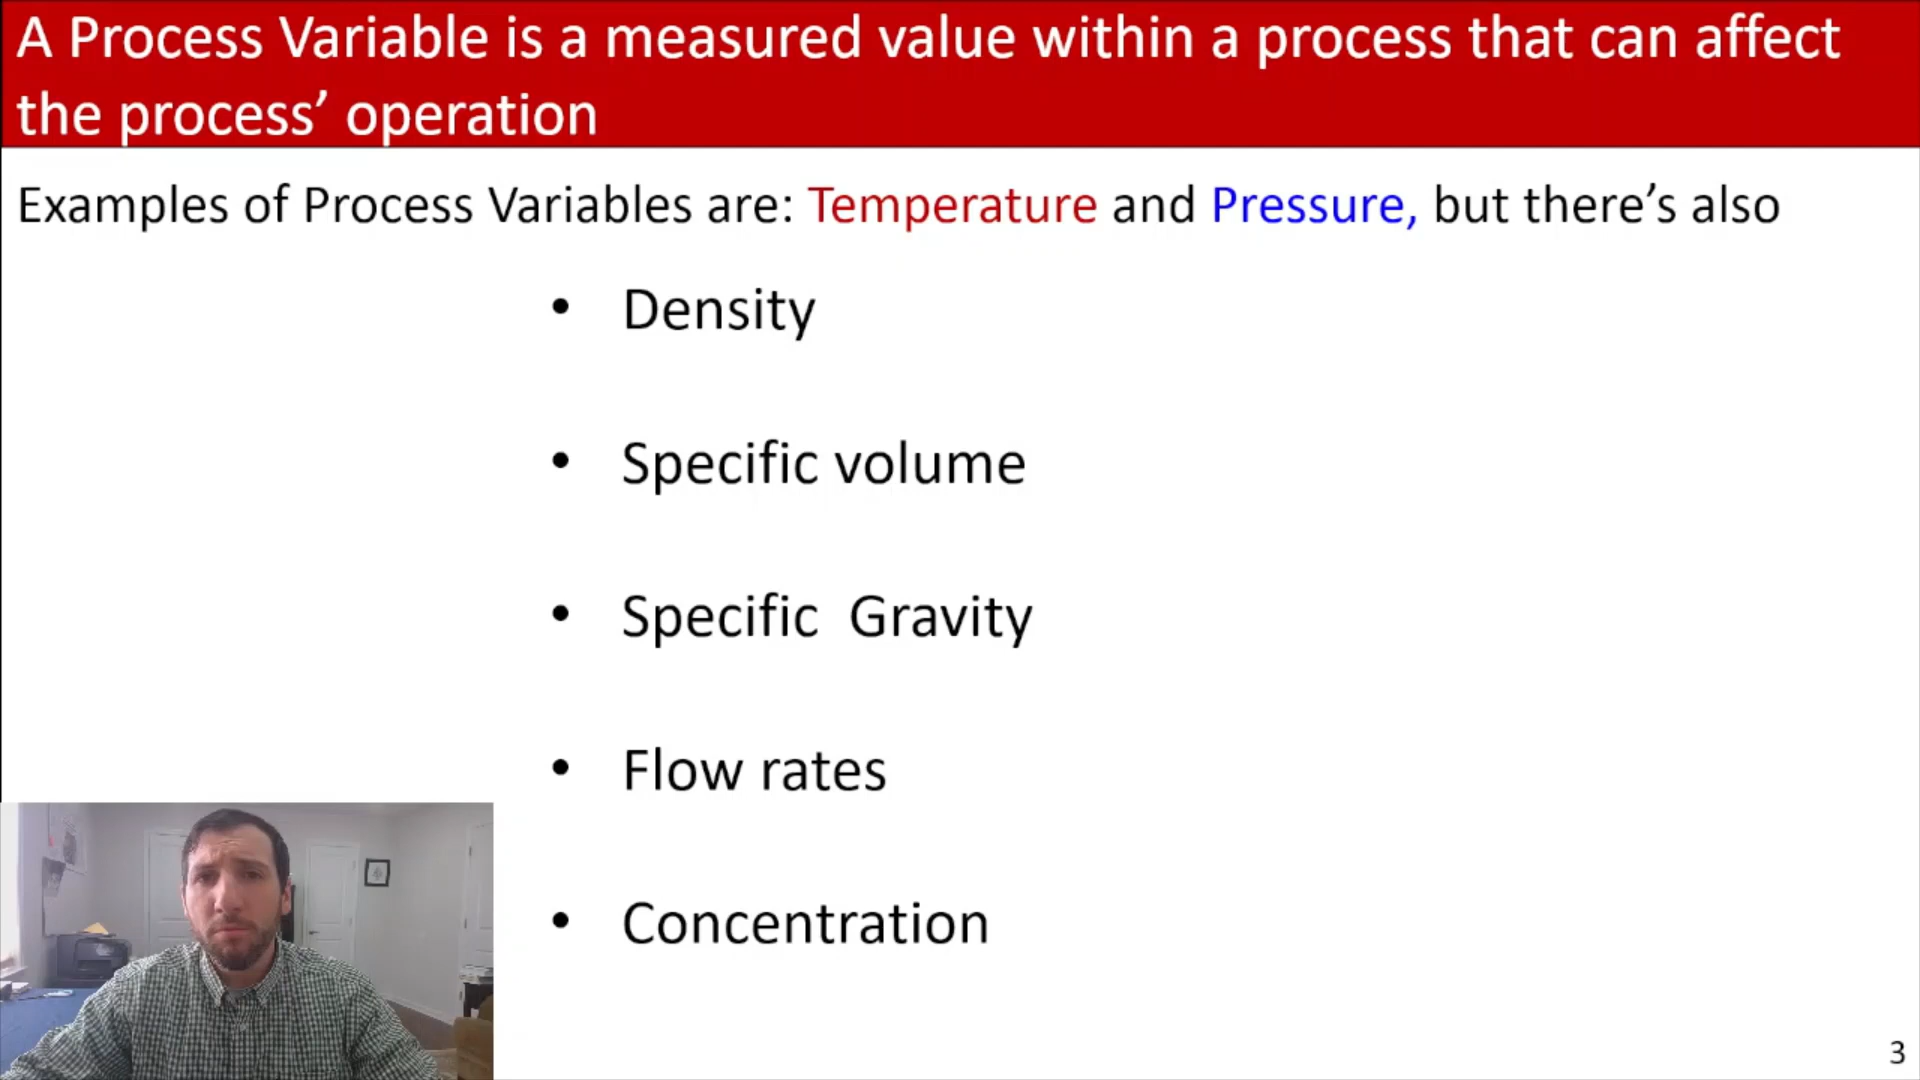 A Process Variable is a measured value within a process that can affect
the process’ operation
Examples of Process Variables are: Temperature and Pressure, but there’s also
• Density
• Specific volume
• Specific Gravity
• Flow rates
• Concentration
3